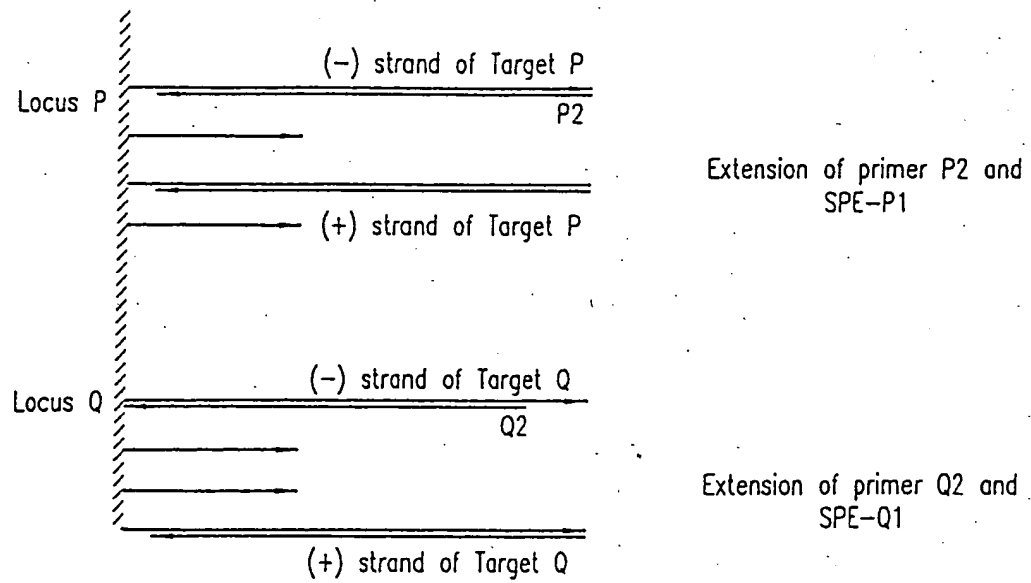 (-) strand of Target P
Locus P
P2
Extension of primer P2 and
SPE-P1
(+) strand of Target P
(-) strand of Target Q
Locus Q
Q2
Extension of primer Q2 and
SPE-Q1
(+) strand of Target Q